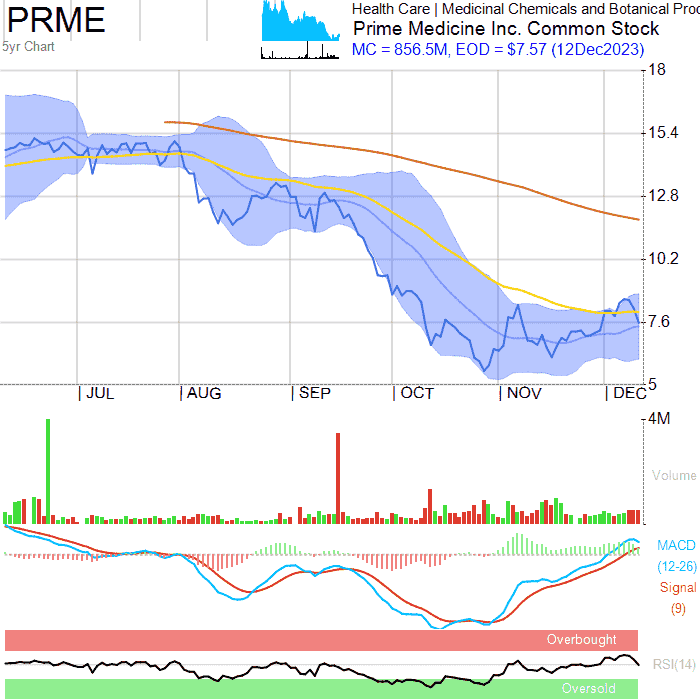 PRME
5yr Chart
Health Care | Medicinal Chemicals and Botanical Proc
Prime Medicine Inc. Common Stock
MC = 856.5M, EOD = $7.57 (12Dec2023)
18
15.4
12.8
10.2
7.6
5
| JUL | AUG | SEP | OCT | NOV | DEC
4M
Volume
MACD
(12-26)
Signal
(9)
Overbought
RSI(14)
Oversold